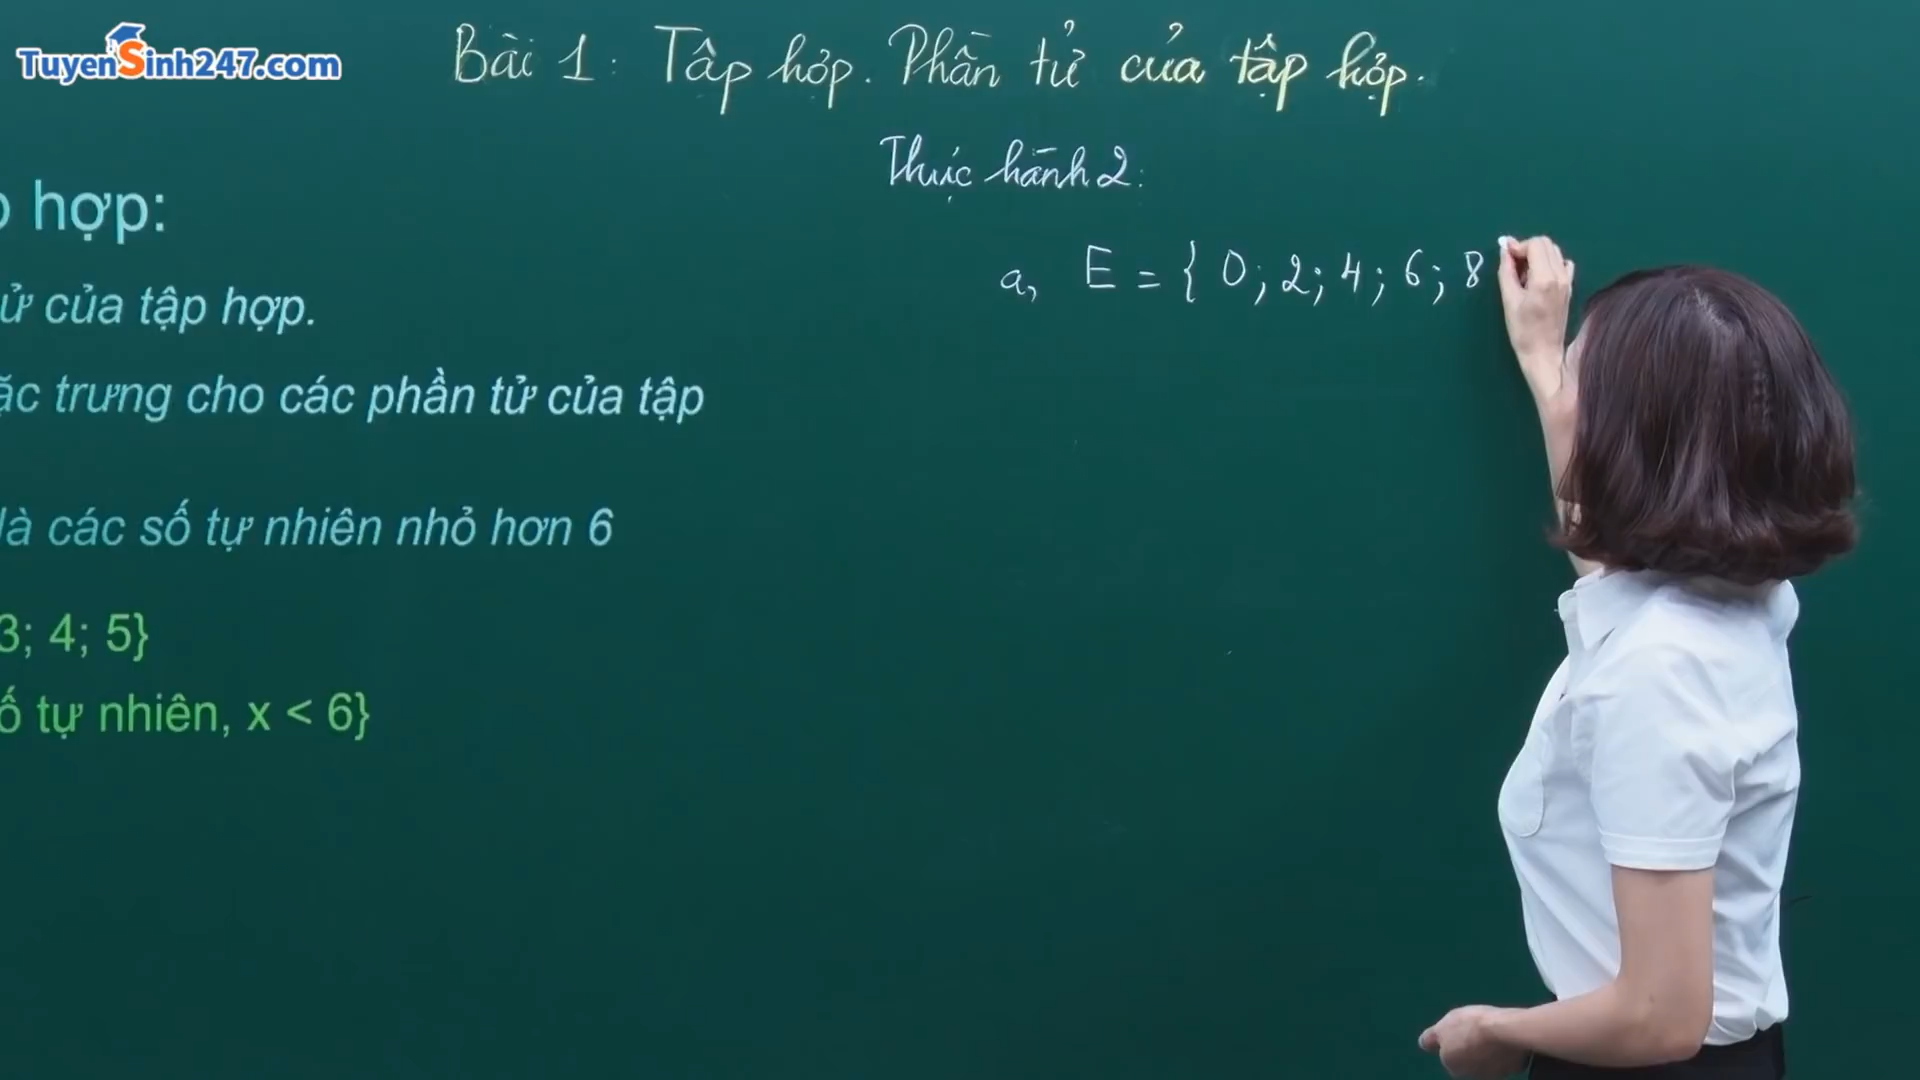 TuyenSinh247.com
Bài 1: Tập hợp. Phần tử của tập hợp.
Thực hành 2:
a, E = { 0; 2; 4; 6; 8
hợp:
ử của tập hợp.
ặc trưng cho các phần tử của tập
là các số tự nhiên nhỏ hơn 6
3; 4; 5}
ố tự nhiên, x < 6}